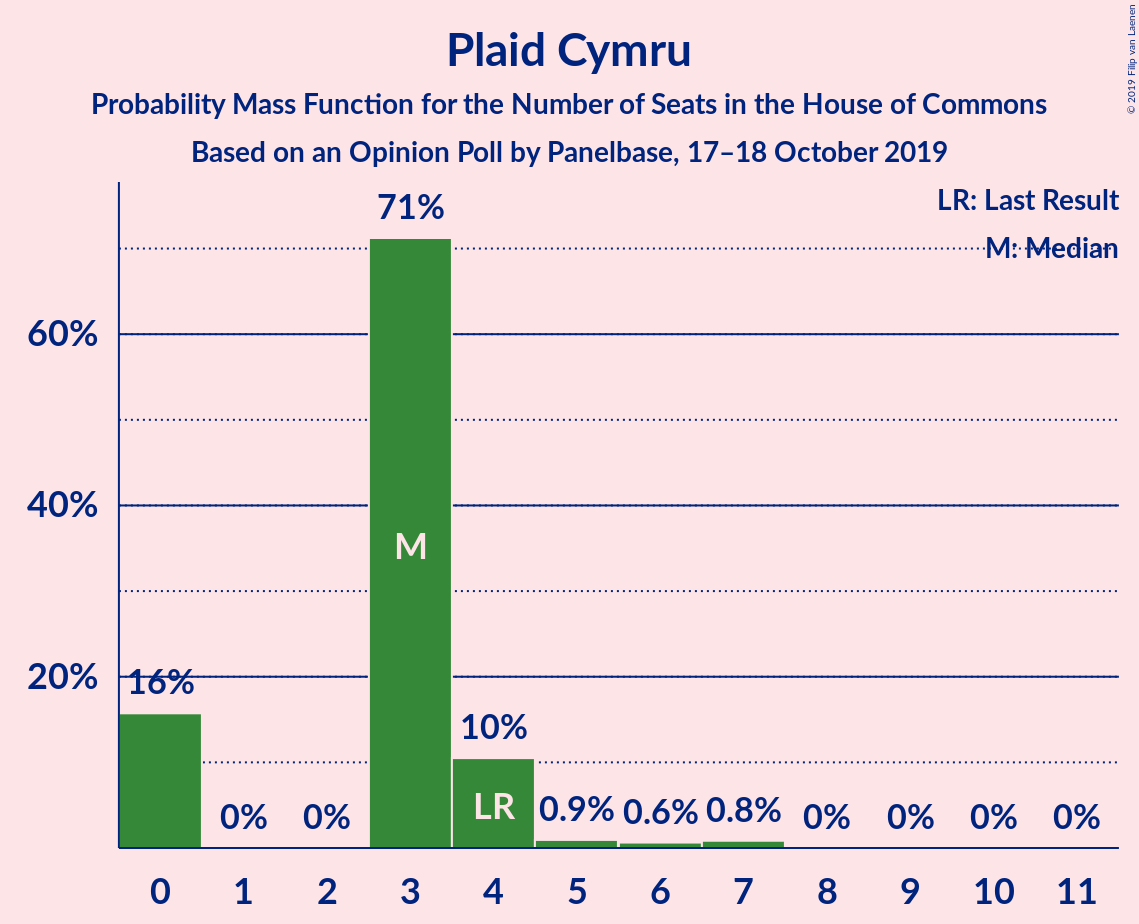 Plaid Cymru
Probability Mass Function for the Number of Seats in the House of Commons
Based on an Opinion Poll by Panelbase, 17–18 October 2019
© 2019 Filip van Laenen
LR: Last Result
M: Median
71%
60%
40%
M
20%
16%
10%
LR
0%
0%
0.9%
0.6%
0.8%
0%
0%
0%
0%
0 1 2 3 4 5 6 7 8 9 10 11